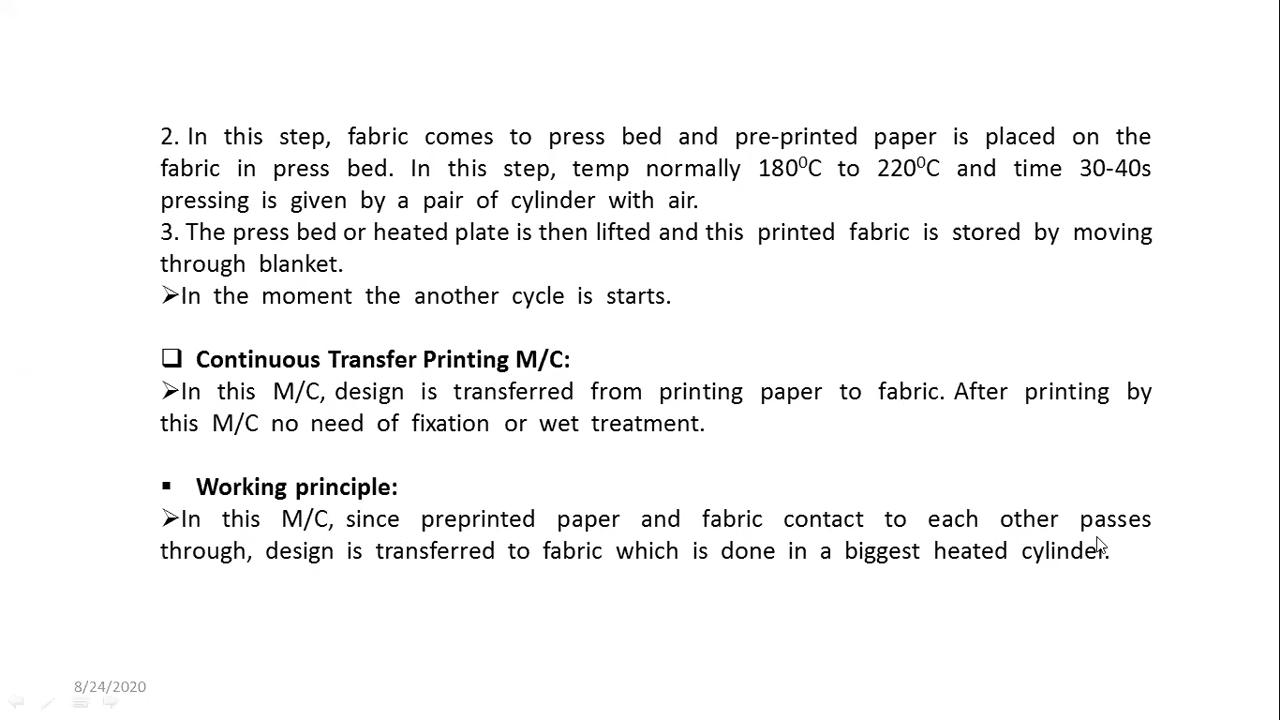 2. In this step, fabric comes to press bed and pre-printed paper is placed on the
fabric in press bed. In this step, temp normally 180⁰C to 220⁰C and time 30-40s
pressing is given by a pair of cylinder with air.
3. The press bed or heated plate is then lifted and this printed fabric is stored by moving
through blanket.
➢In the moment the another cycle is starts.
❑ Continuous Transfer Printing M/C:
➢In this M/C, design is transferred from printing paper to fabric. After printing by
this M/C no need of fixation or wet treatment.
▪ Working principle:
➢In this M/C, since preprinted paper and fabric contact to each other passes
through, design is transferred to fabric which is done in a biggest heated cylinder.
8/24/2020